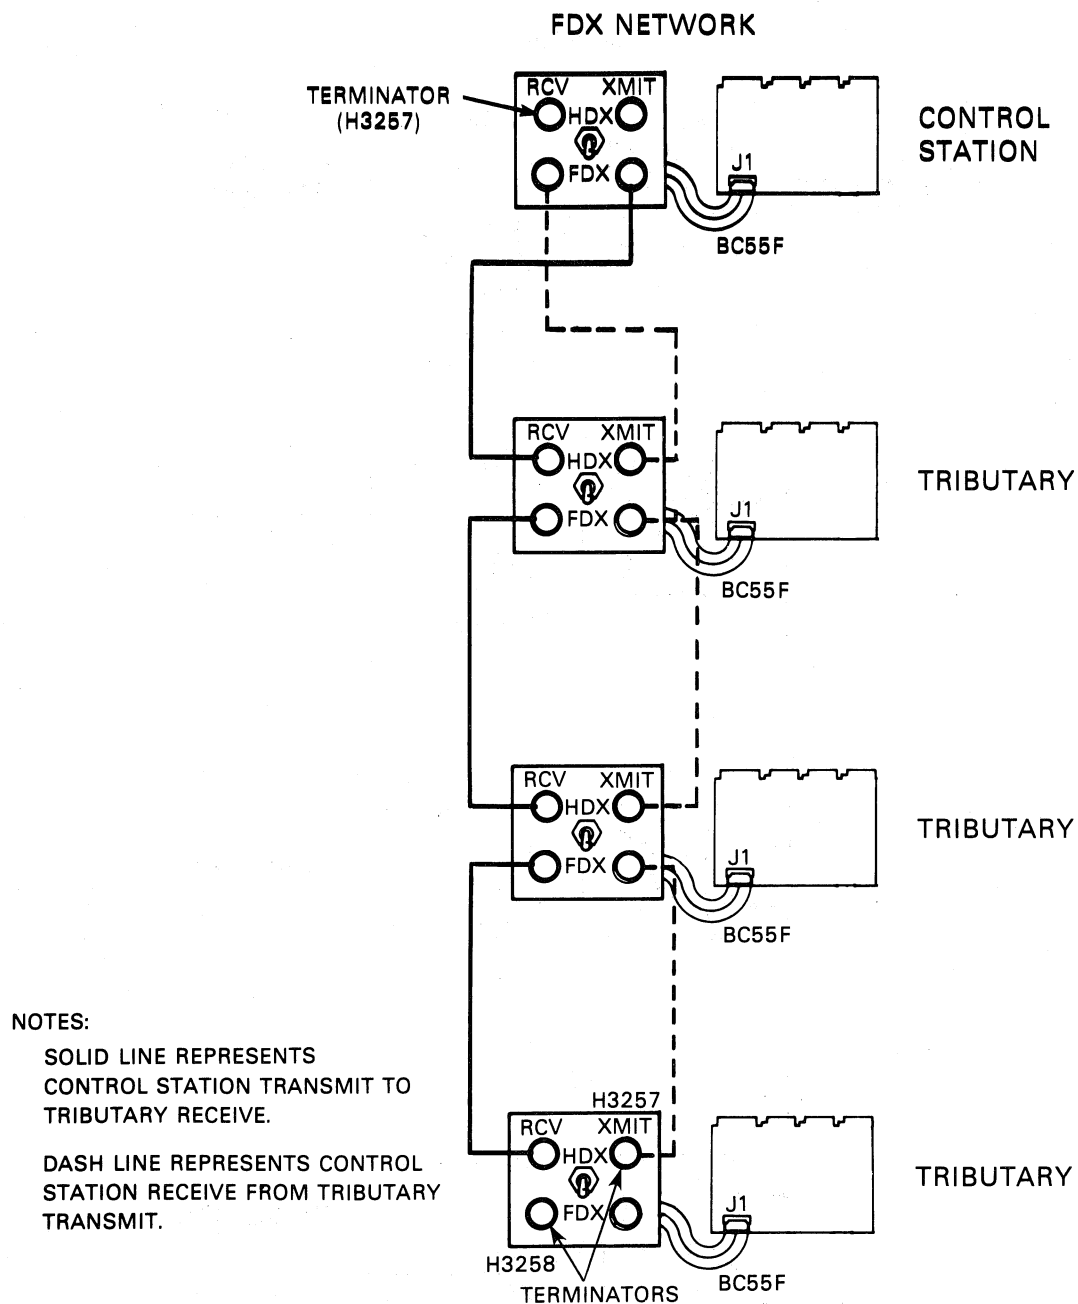 FDX NETWORK
TERMINATOR
(H3257)
RCV XMIT
HDX
FDX
J1
BC55F
CONTROL
STATION
RCV XMIT
HDX
FDX
J1
BC55F
TRIBUTARY
RCV XMIT
HDX
FDX
J1
BC55F
TRIBUTARY
NOTES:
SOLID LINE REPRESENTS
CONTROL STATION TRANSMIT TO
TRIBUTARY RECEIVE.
DASH LINE REPRESENTS CONTROL
STATION RECEIVE FROM TRIBUTARY
TRANSMIT.
H3257
RCV XMIT
HDX
FDX
J1
BC55F
TRIBUTARY
H3258
TERMINATORS